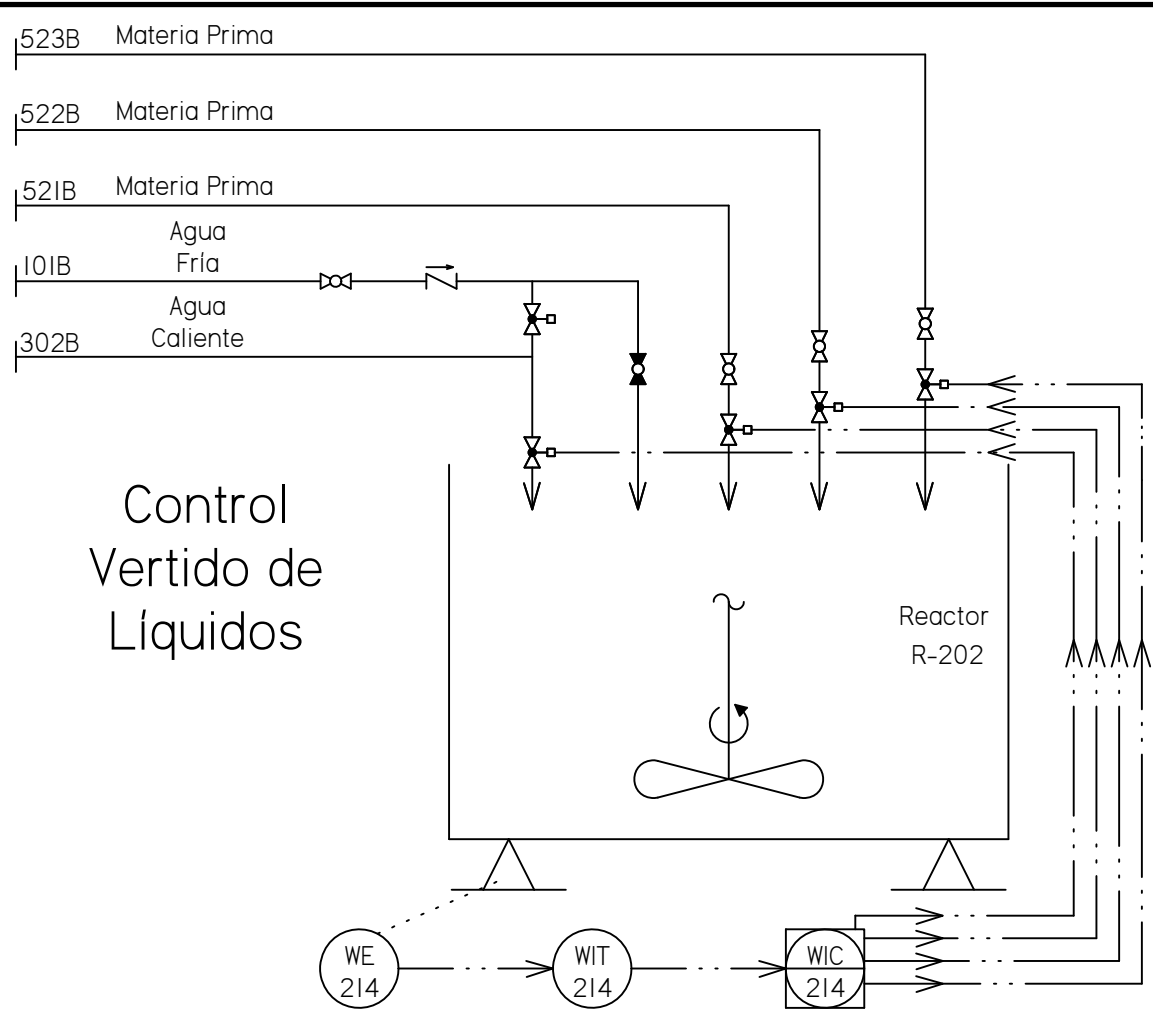 523B Materia Prima
522B Materia Prima
521B Materia Prima
Agua
Fría
101B
Agua
Caliente
302B
Control
Vertido de
Líquidos
Reactor
R-202
WE
214
WIT
214
WIC
214